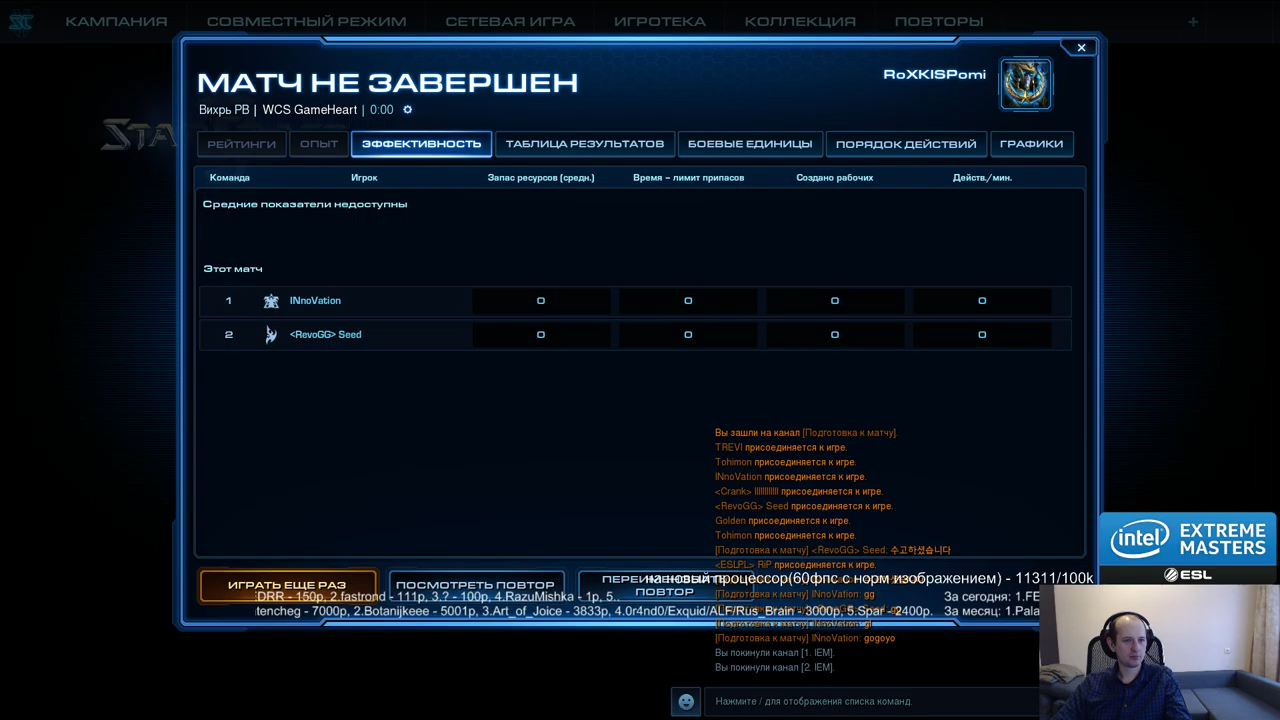 КАМПАНИЯ СОВМЕСТНЫЙ РЕЖИМ СЕТЕВАЯ ИГРА ИГРОТЕКА КОЛЛЕКЦИЯ ПОВТОРЫ
МАТЧ НЕ ЗАВЕРШЕН
RoXKISPomi
Вихрь РВ | WCS GameHeart | 0:00
STA
РЕЙТИНГИ ОПЫТ ЭФФЕКТИВНОСТЬ ТАБЛИЦА РЕЗУЛЬТАТОВ БОЕВЫЕ ЕДИНИЦЫ ПОРЯДОК ДЕЙСТВИЙ ГРАФИКИ
Команда Игрок Запас ресурсов (средн.) Время – лимит припасов Создано рабочих Действ./мин.
Средние показатели недоступны
Этот матч
1 INnoVation 0 0 0 0
2 <RevoGG> Seed 0 0 0 0
Вы зашли на канал [Подготовка к матчу].
TREVI присоединяется к игре.
Tohimon присоединяется к игре.
INnoVation присоединяется к игре.
<Crank> IIIIIIIIIIII присоединяется к игре.
<RevoGG> Seed присоединяется к игре.
Golden присоединяется к игре.
Tohimon присоединяется к игре.
[Подготовка к матчу] <RevoGG> Seed: 수고하셨습니다
<ESLPL> RiP присоединяется к игре.
на новый процессор(60фпс с норм изображением) - 11311/100k
[Подготовка к матчу] INnoVation: gg
[Подготовка к матчу] INnoVation: gl
[Подготовка к матчу] INnoVation: gogoyo
Вы покинули канал [1. IEM].
Вы покинули канал [2. IEM].
ИГРАТЬ ЕЩЕ РАЗ ПОСМОТРЕТЬ ПОВТОР
ПОВТОР
DRR - 150р, 2.fastrond - 111р, 3.? - 100р, 4.RazuMishka - 1р, 5..
За сегодня: 1.FE
tencheg - 7000р, 2.Botanijkeee - 5001р, 3.Art_of_Joice - 3833р, 4.0r4nd0/Exquid/ALF/Rus_Brain - 3000р, 5.Spar - 2400р.
За месяц: 1.Pala
Нажмите / для отображения списка команд.
intel EXTREME MASTERS
ESL